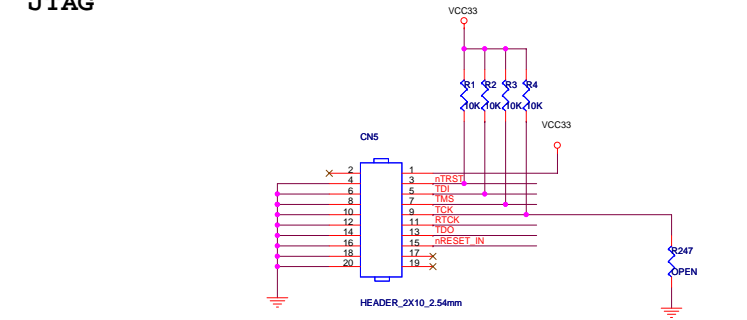 JTAG
VCC33
R1 R2 R3 R4
10K 10K 10K 10K
VCC33
CN5
2 1
4 3 nTRST
6 5 TDI
8 7 TMS
10 9 TCK
12 11 RTCK
14 13 TDO
16 15 nRESET_IN
18 17
20 19
R247
OPEN
HEADER_2X10_2.54mm